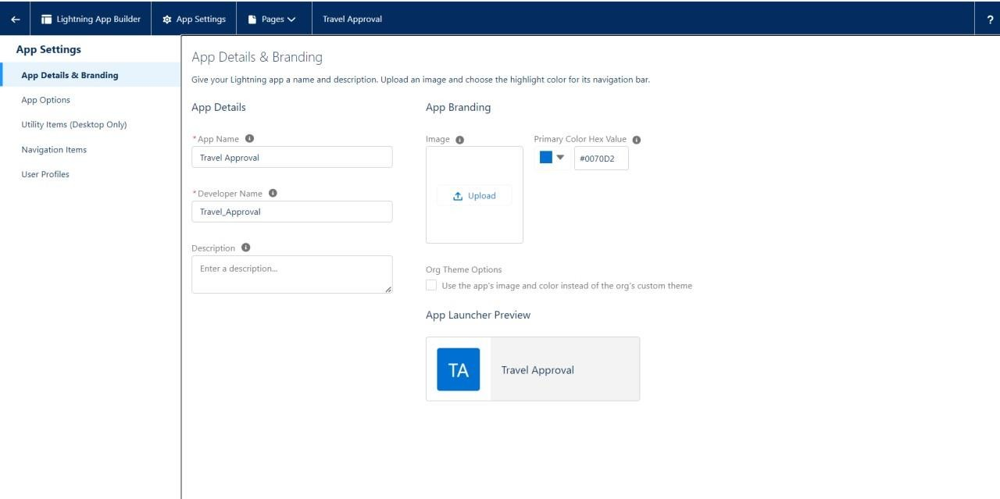 Lightning App Builder App Settings Pages Travel Approval ?
App Settings
App Details & Branding
App Options
Utility Items (Desktop Only)
Navigation Items
User Profiles
App Details & Branding
Give your Lightning app a name and description. Upload an image and choose the highlight color for its navigation bar.
App Details
* App Name
Travel Approval
* Developer Name
Travel_Approval
Description
Enter a description...
App Branding
Image
Upload
Primary Color Hex Value
#0070D2
Org Theme Options
Use the app's image and color instead of the org's custom theme
App Launcher Preview
TA Travel Approval